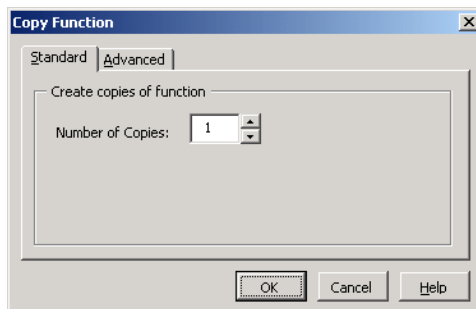 Copy Function
Standard Advanced
Create copies of function
Number of Copies: 1
OK Cancel Help